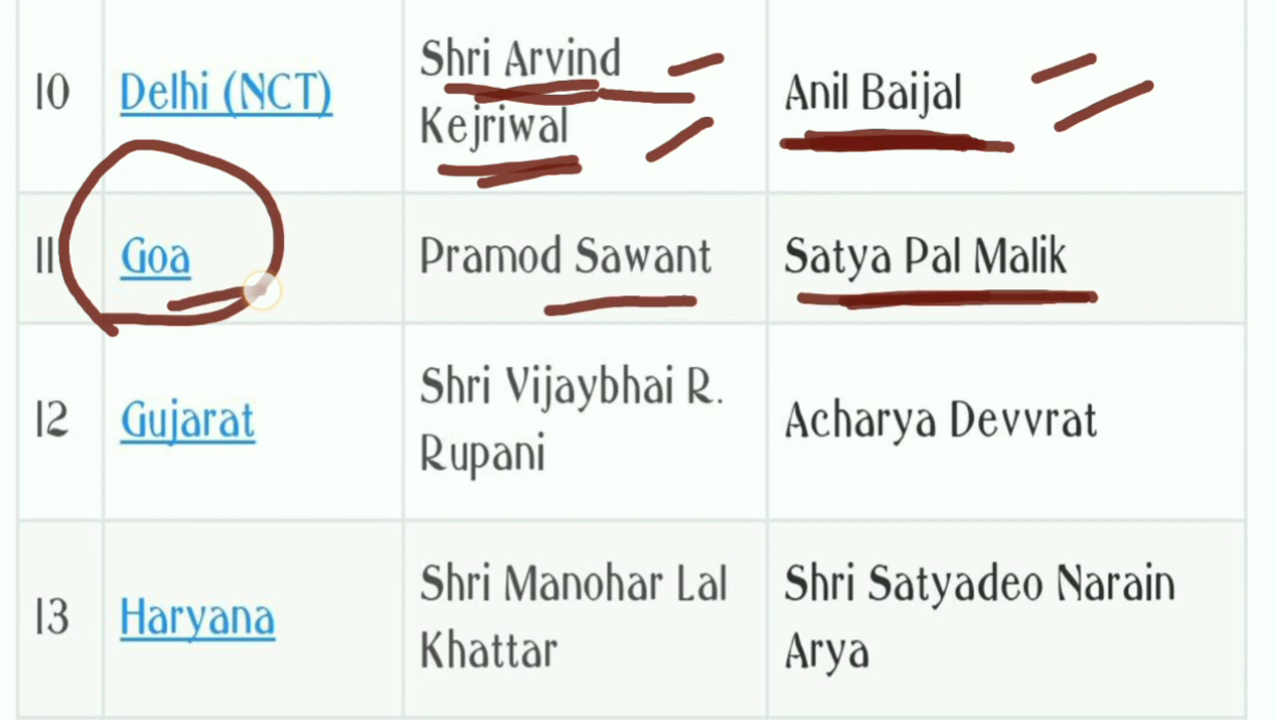 10 Delhi (NCT) Shri Arvind Kejriwal Anil Baijal
11 Goa Pramod Sawant Satya Pal Malik
12 Gujarat Shri Vijaybhai R. Rupani Acharya Devvrat
13 Haryana Shri Manohar Lal Khattar Shri Satyadeo Narain Arya